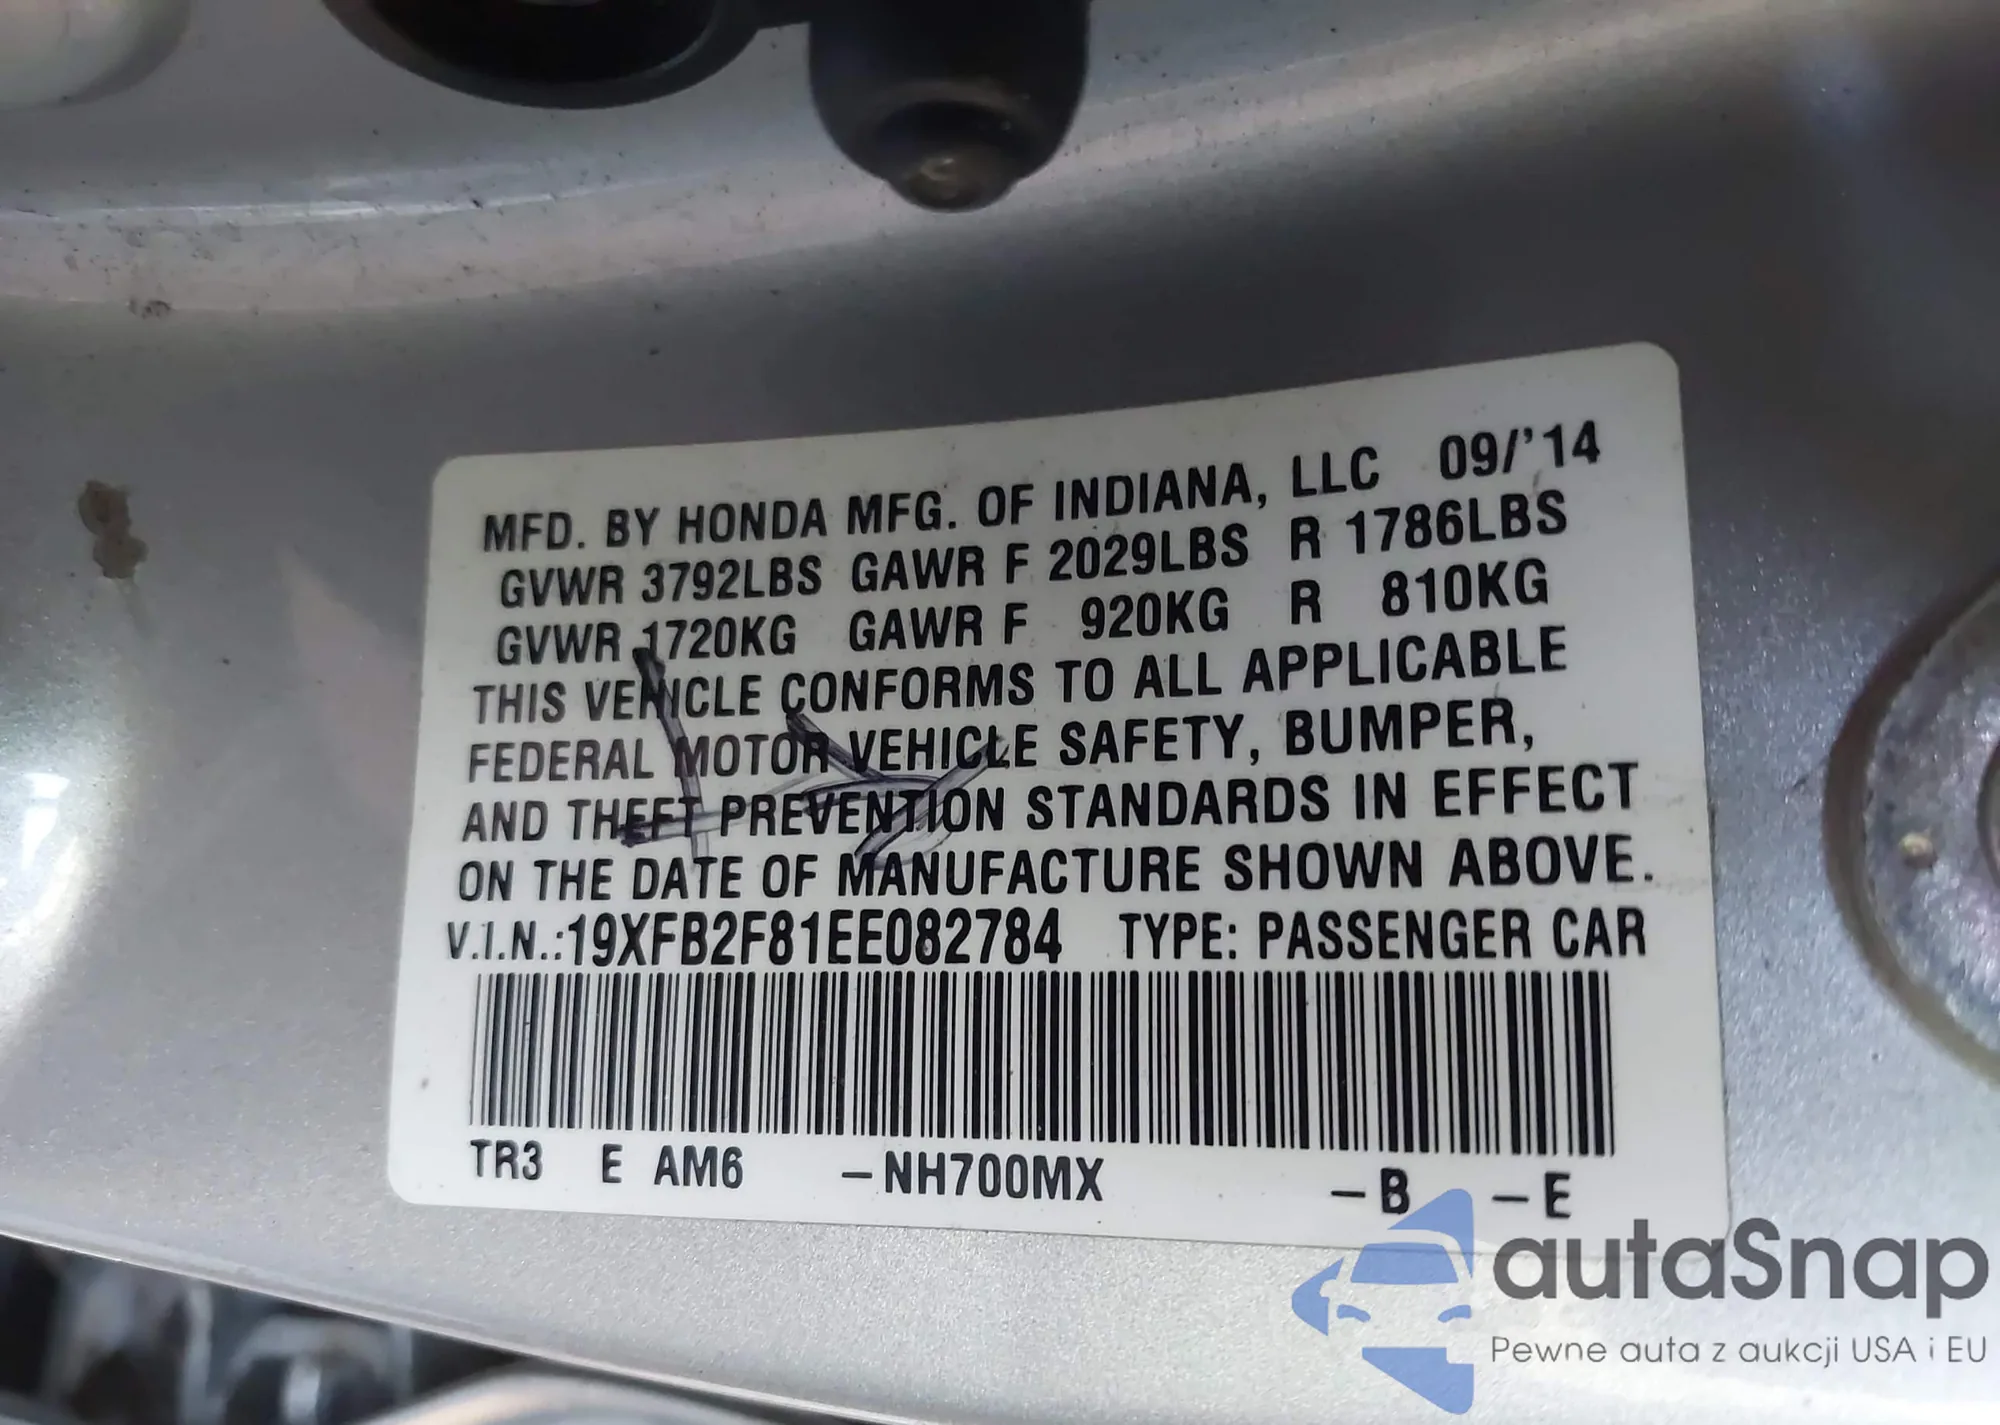 MFD. BY HONDA MFG. OF INDIANA, LLC 09/'14
GVWR 3792LBS GAWR F 2029LBS R 1786LBS
GVWR 1720KG GAWR F 920KG R 810KG
THIS VEHICLE CONFORMS TO ALL APPLICABLE
FEDERAL MOTOR VEHICLE SAFETY, BUMPER,
AND THEFT PREVENTION STANDARDS IN EFFECT
ON THE DATE OF MANUFACTURE SHOWN ABOVE.
V.I.N.:19XFB2F81EE082784 TYPE: PASSENGER CAR
TR3 E AM6 –NH700MX –B –E
autaSnap
Pewne auta z aukcji USA i EU